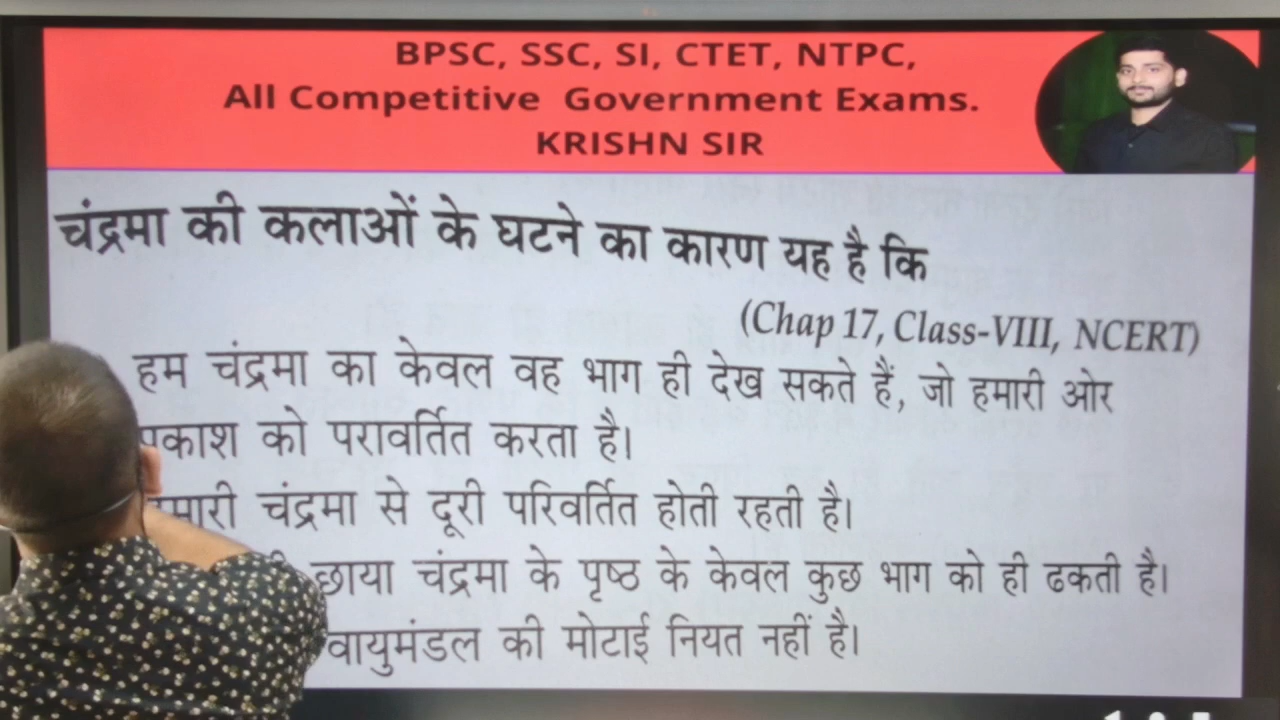 BPSC, SSC, SI, CTET, NTPC,
All Competitive Government Exams.
KRISHN SIR
चंद्रमा की कलाओं के घटने का कारण यह है कि
(Chap 17, Class-VIII, NCERT)
हम चंद्रमा का केवल वह भाग ही देख सकते हैं, जो हमारी ओर
को परावर्तित करता है।
चंद्रमा से दूरी परिवर्तित होती रहती है।
छाया चंद्रमा के पृष्ठ के केवल कुछ भाग को ही ढकती है।
वायुमंडल की मोटाई नियत नहीं है।